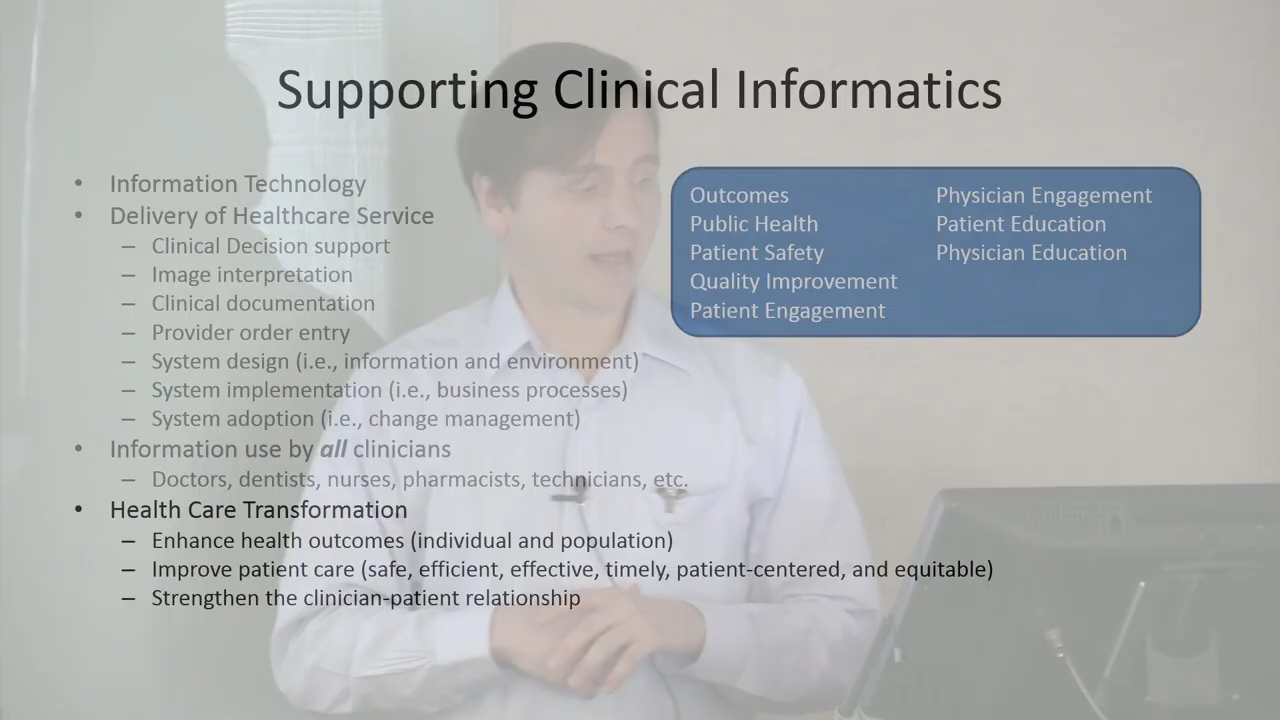 Supporting Clinical Informatics
• Information Technology
• Delivery of Healthcare Service
– Clinical Decision support
– Image interpretation
– Clinical documentation
– Provider order entry
– System design (i.e., information and environment)
– System implementation (i.e., business processes)
– System adoption (i.e., change management)
• Information use by all clinicians
– Doctors, dentists, nurses, pharmacists, technicians, etc.
• Health Care Transformation
– Enhance health outcomes (individual and population)
– Improve patient care (safe, efficient, effective, timely, patient-centered, and equitable)
– Strengthen the clinician-patient relationship
Outcomes
Public Health
Patient Safety
Quality Improvement
Patient Engagement
Physician Engagement
Patient Education
Physician Education